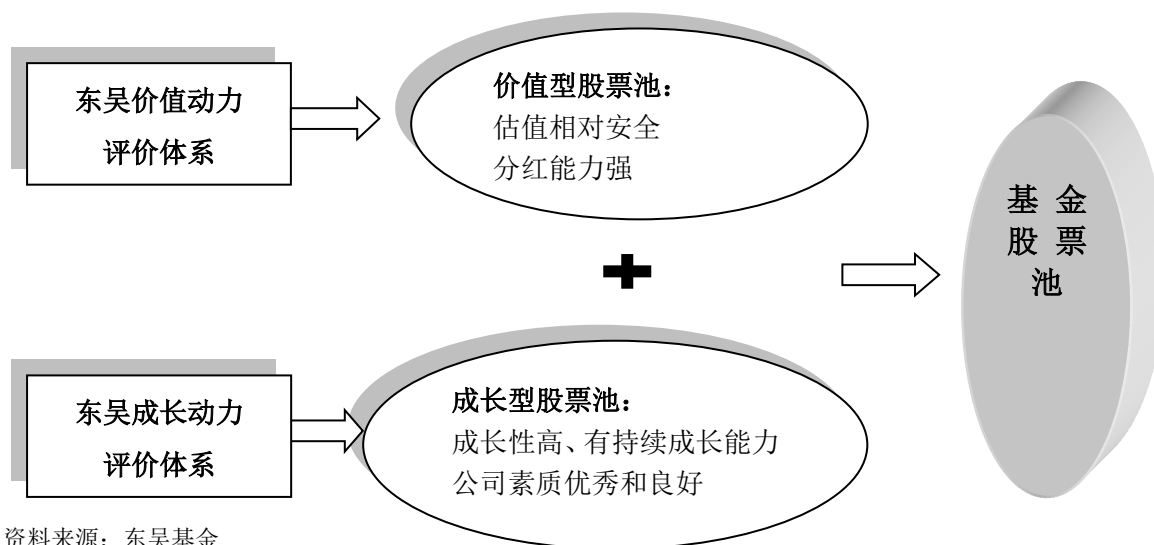 东吴价值动力
评价体系
价值型股票池：
估值相对安全
分红能力强
基 金
股 票
池
东吴成长动力
评价体系
成长型股票池：
成长性高、有持续成长能力
公司素质优秀和良好
资料来源：东吴基金